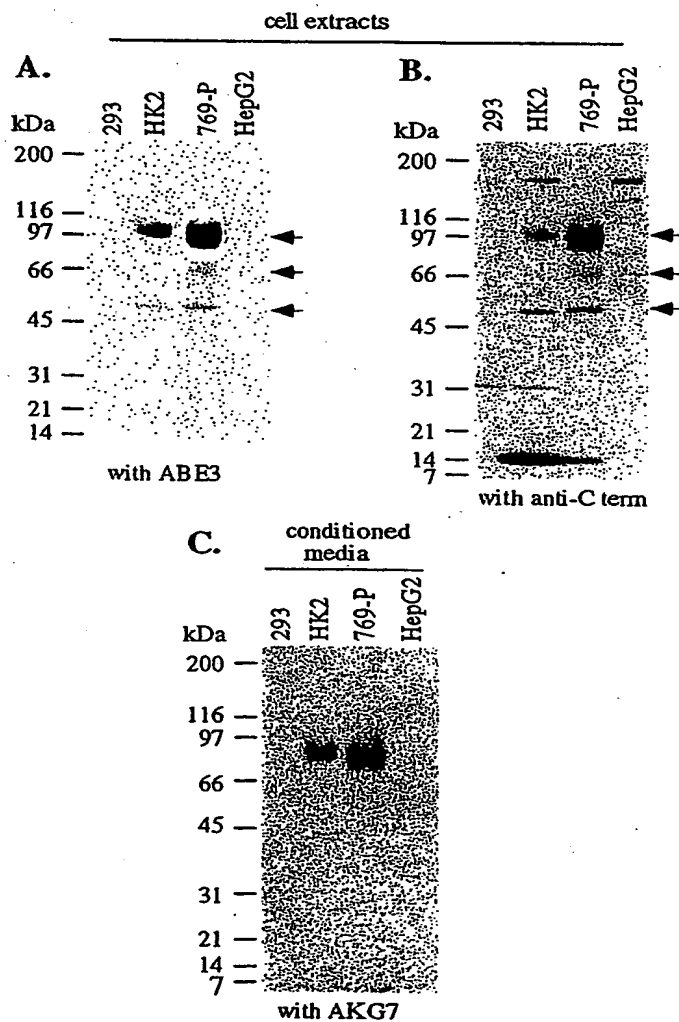 cell extracts
A.
kDa
293
HK2
769-P
HepG2
200
116
97
66
45
31
21
14
with ABE3
B.
kDa
293
HK2
769-P
HepG2
200
116
97
66
45
31
21
14
7
with anti-C term
C.
conditioned
media
kDa
293
HK2
769-P
HepG2
200
116
97
66
45
31
21
14
7
with AKG7